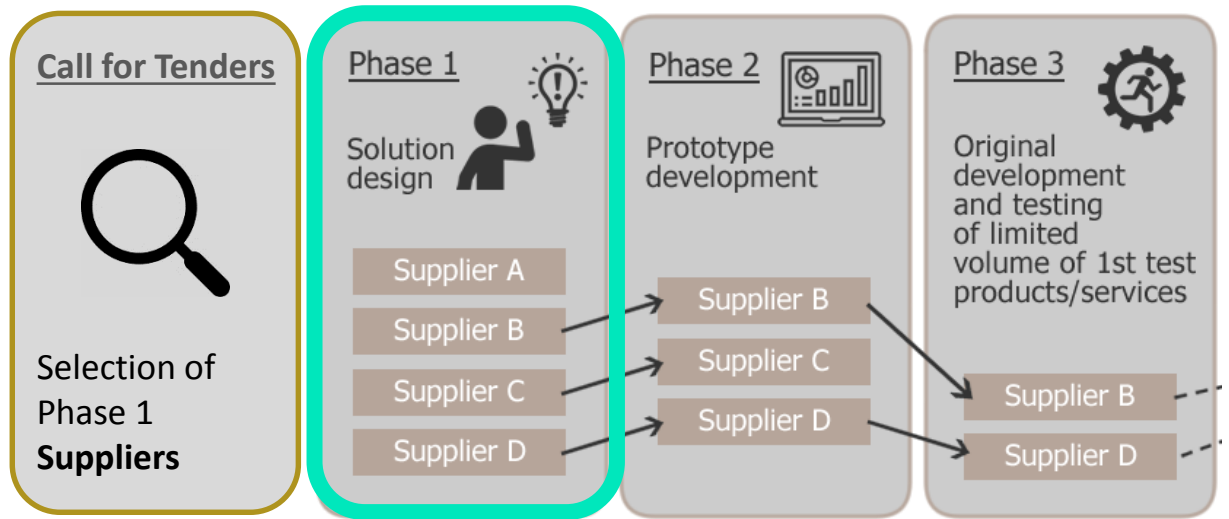 Call for Tenders
Selection of
Phase 1
Suppliers
Phase 1
Solution
design
Supplier A
Supplier B
Supplier C
Supplier D
Phase 2
Prototype
development
Supplier B
Supplier C
Supplier D
Phase 3
Original
development
and testing
of limited
volume of 1st test
products/services
Supplier B
Supplier D